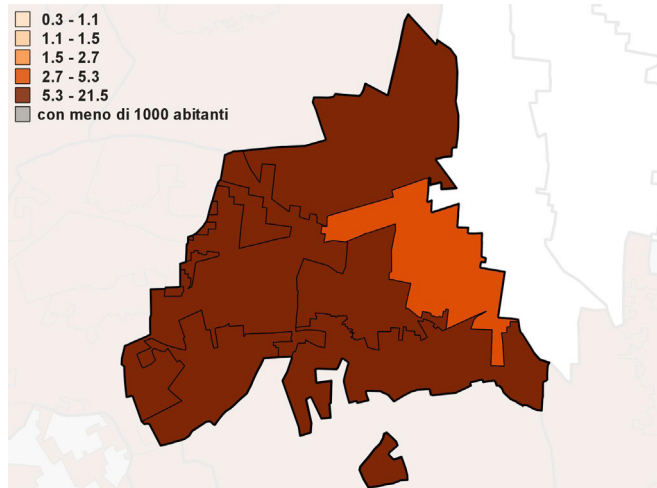 0.3 - 1.1
1.1 - 1.5
1.5 - 2.7
2.7 - 5.3
5.3 - 21.5
con meno di 1000 abitanti